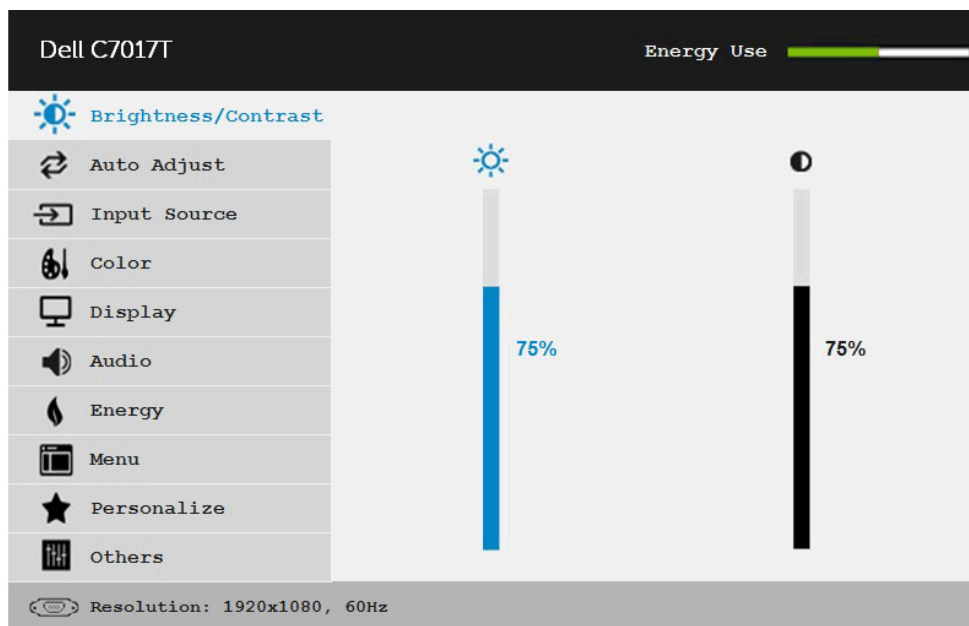 Dell C7017T
Energy Use
Brightness/Contrast
Auto Adjust
Input Source
Color
Display
75%
75%
Audio
Energy
Menu
Personalize
Others
Resolution: 1920x1080, 60Hz